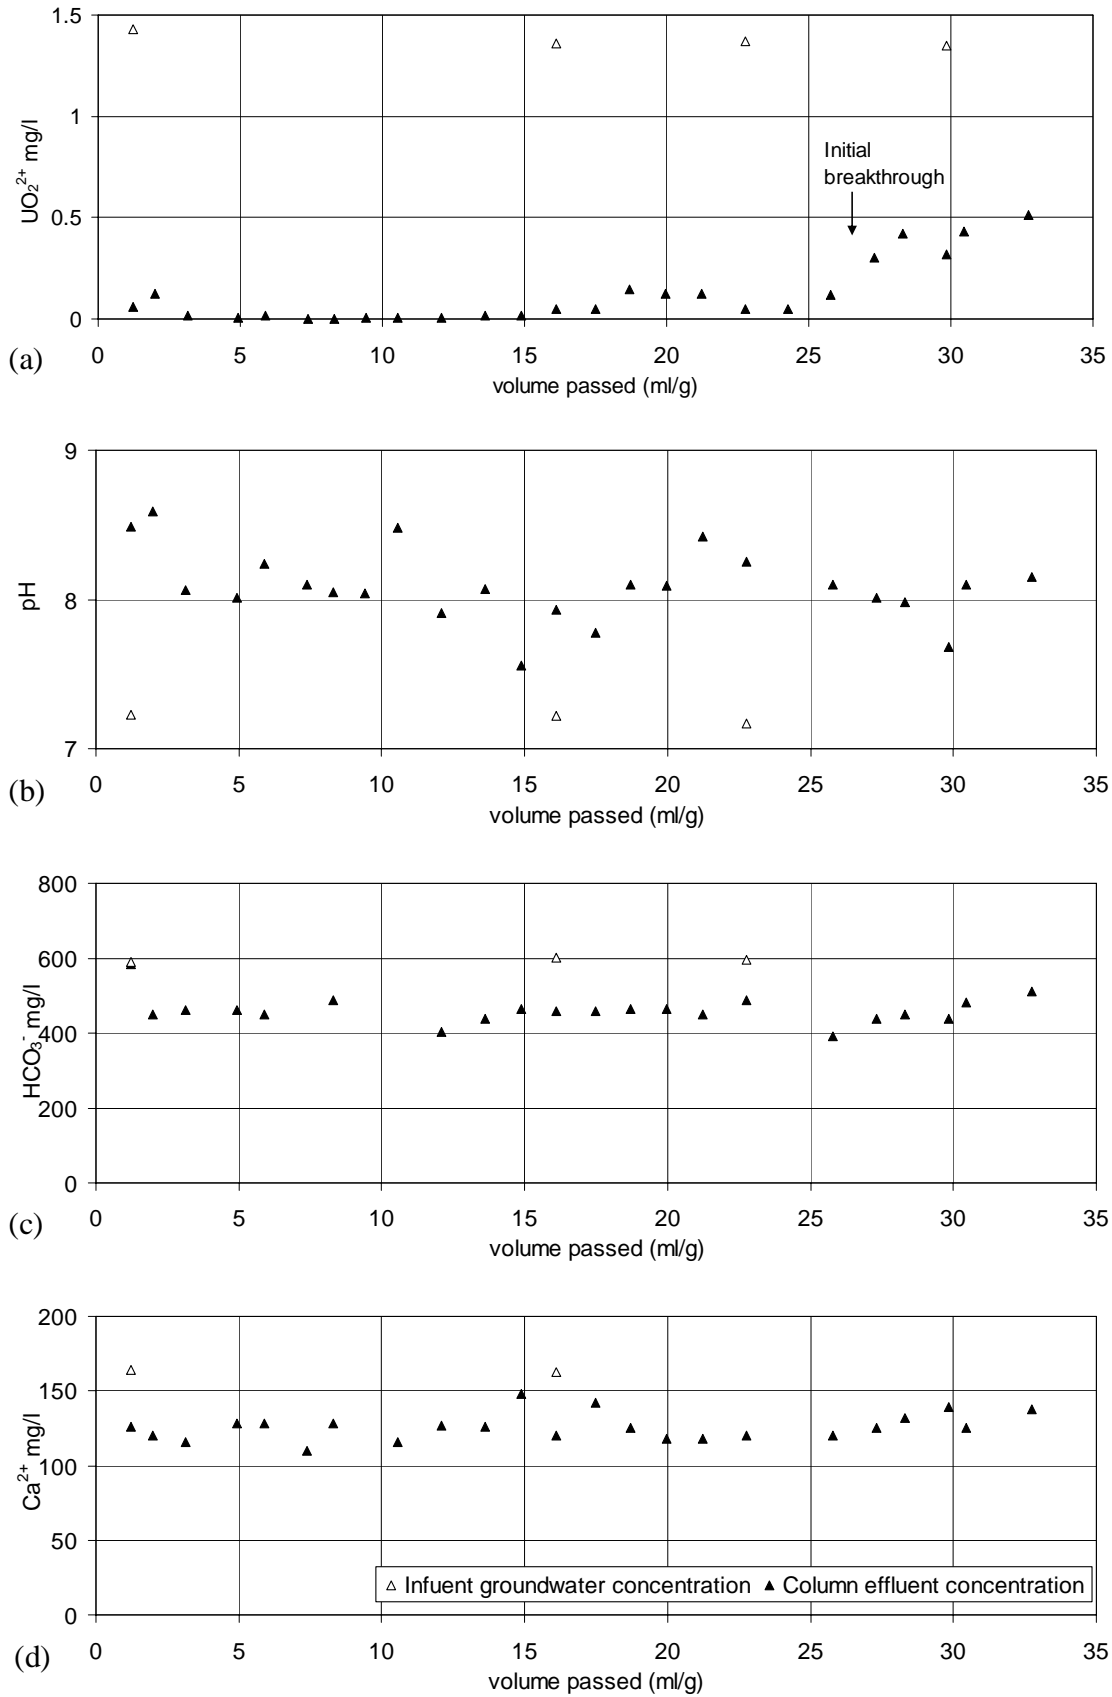 1.5
1
0.5
0
UO₂²⁺ mg/l
Initial
breakthrough
0 5 10 15 20 25 30 35
(a)
volume passed (ml/g)
9
8
7
pH
0 5 10 15 20 25 30 35
(b)
volume passed (ml/g)
800
600
400
200
0
HCO₃⁻ mg/l
0 5 10 15 20 25 30 35
(c)
volume passed (ml/g)
200
150
100
50
0
Ca²⁺ mg/l
Infuent groundwater concentration Column effluent concentration
0 5 10 15 20 25 30 35
(d)
volume passed (ml/g)